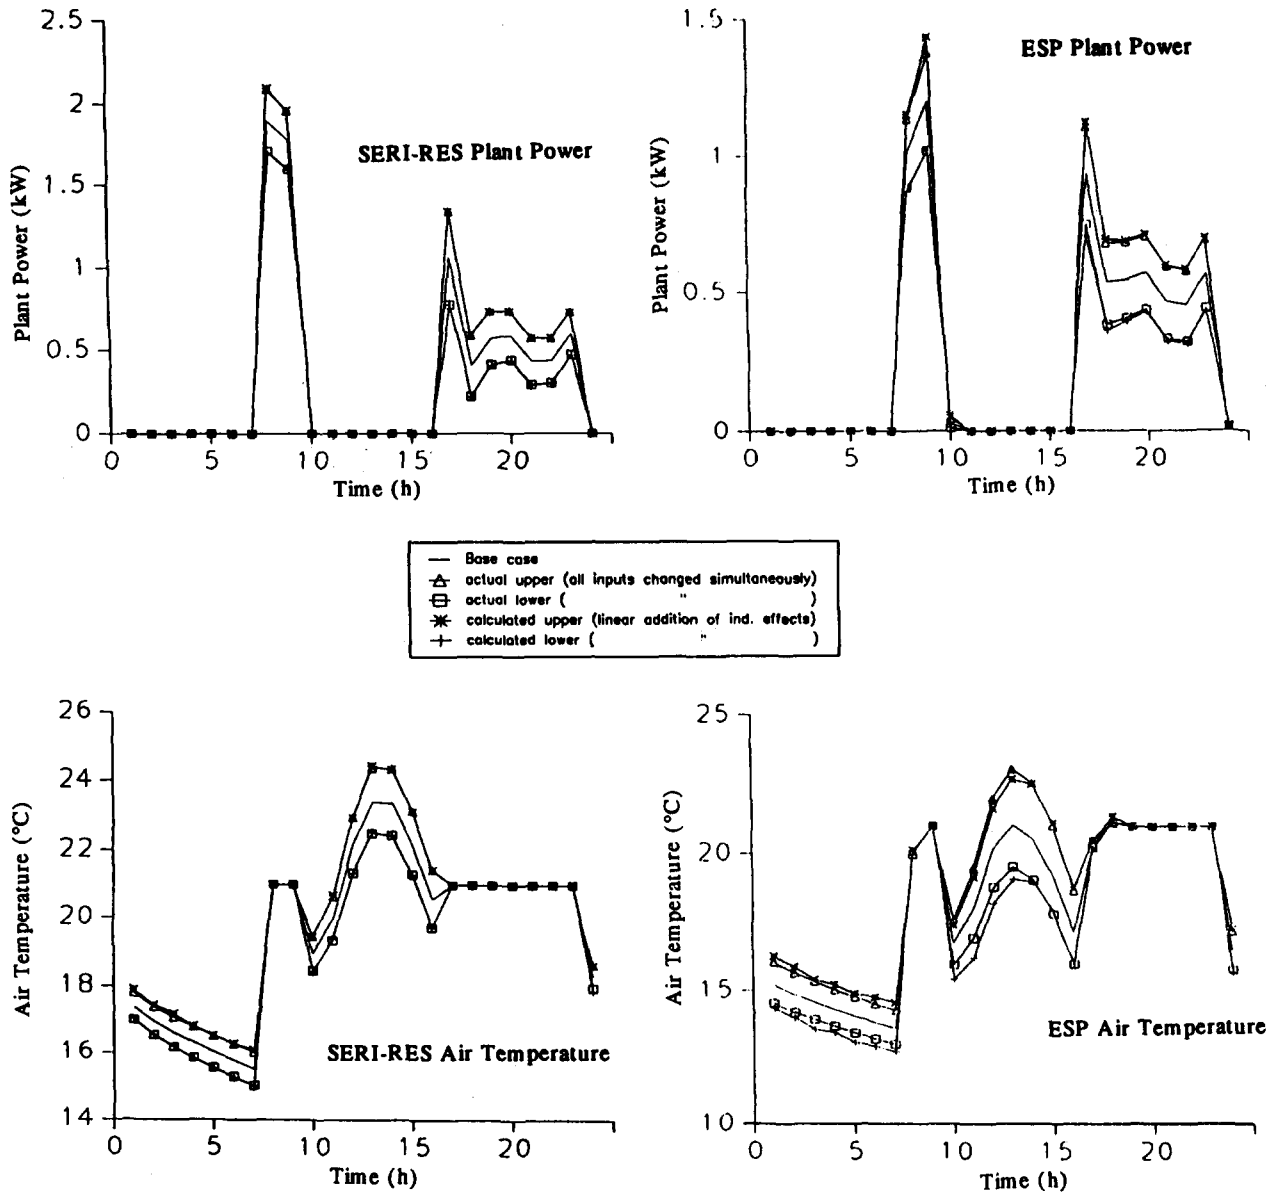 2.5
2
1.5
1
0.5
0
0
5
10
15
20
Plant Power (kW)
Time (h)
SERI-RES Plant Power
1.5
1
0.5
0
0
5
10
15
20
Plant Power (kW)
Time (h)
ESP Plant Power
Base case
actual upper (all inputs changed simultaneously)
actual lower ( " )
calculated upper (linear addition of ind. effects)
calculated lower ( " )
26
24
22
20
18
16
14
0
5
10
15
20
Air Temperature (°C)
Time (h)
SERI-RES Air Temperature
25
20
15
10
0
5
10
15
20
Air Temperature (°C)
Time (h)
ESP Air Temperature